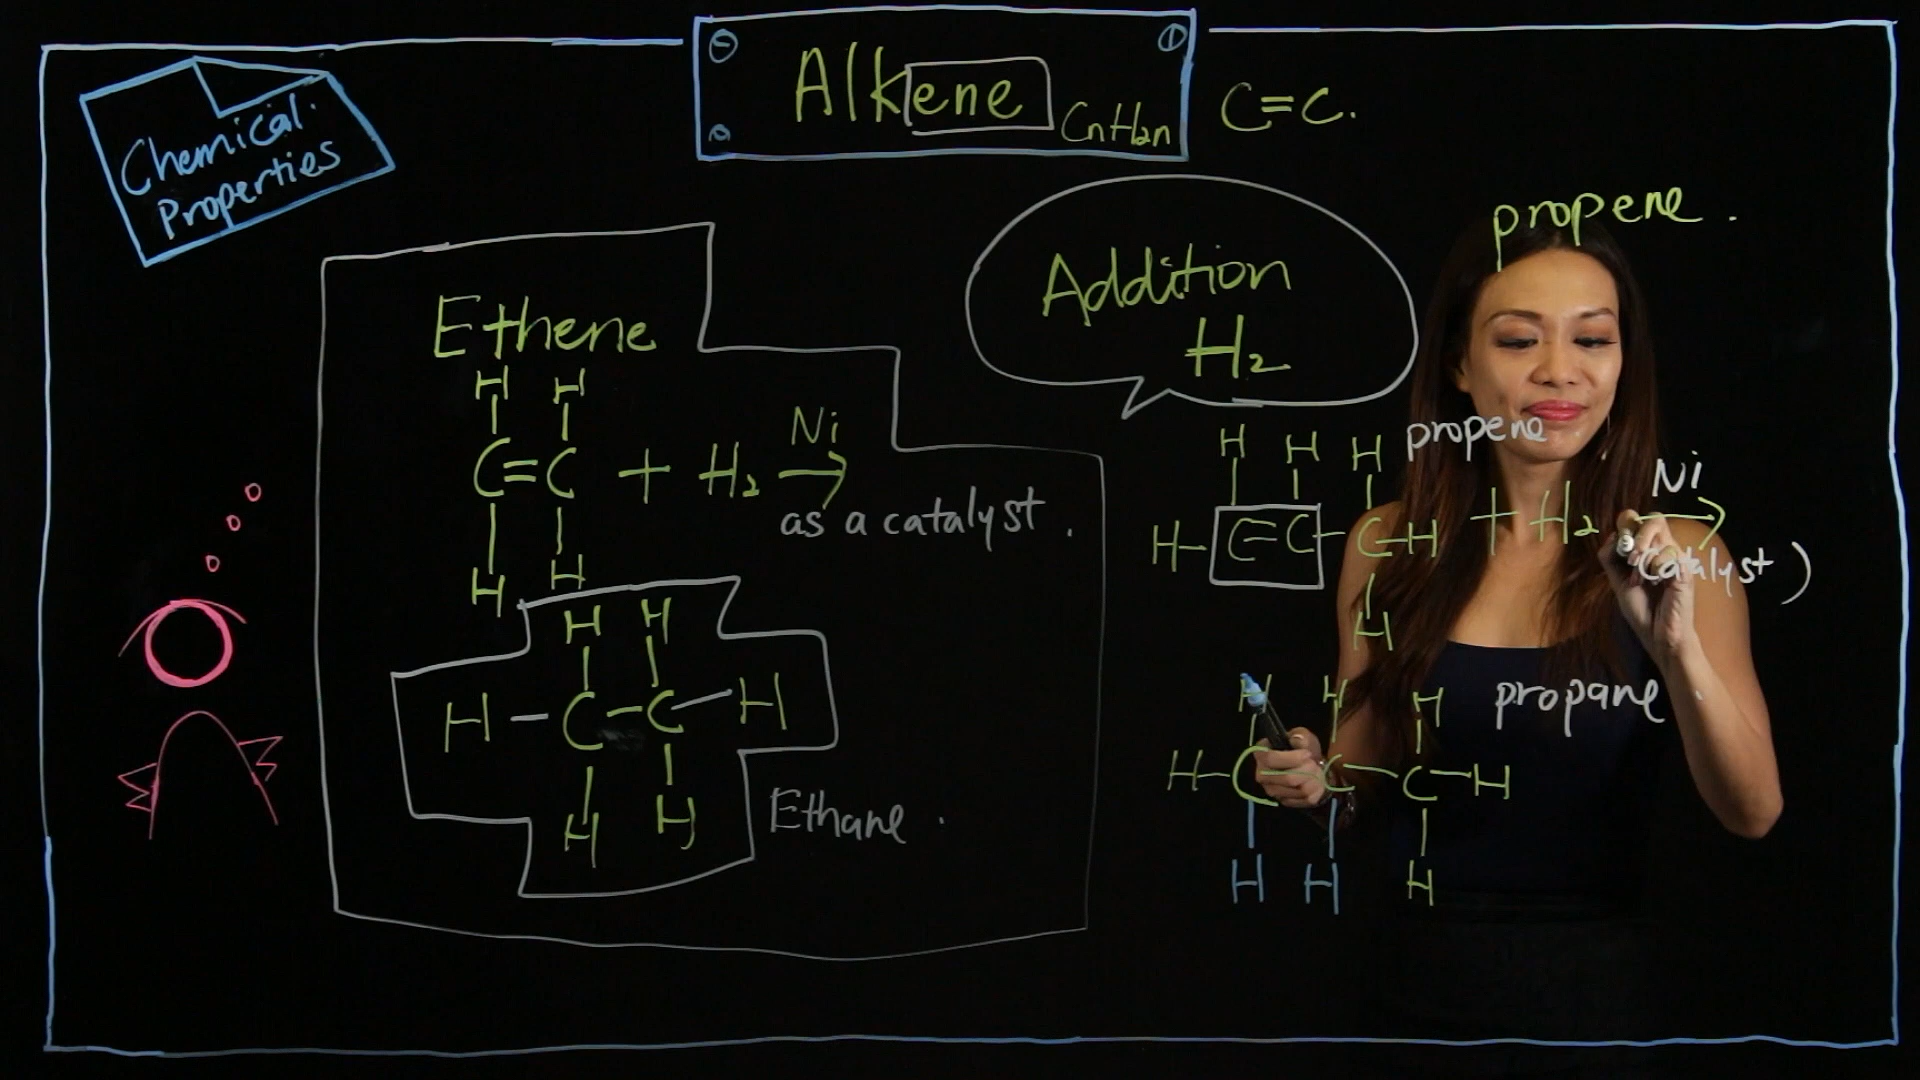 Chemical
Properties
Alkene CnH2n C=C.
propene.
Addition
H2
Ethene
H H
C=C + H2 → Ni
as a catalyst.
H H
H H
H-C-C-H
H H
Ethane.
propene
H H H
H-C=C-C-H + H2 → Ni
catalyst)
H
propane.
H H H
H-C-C-C-H
H H H